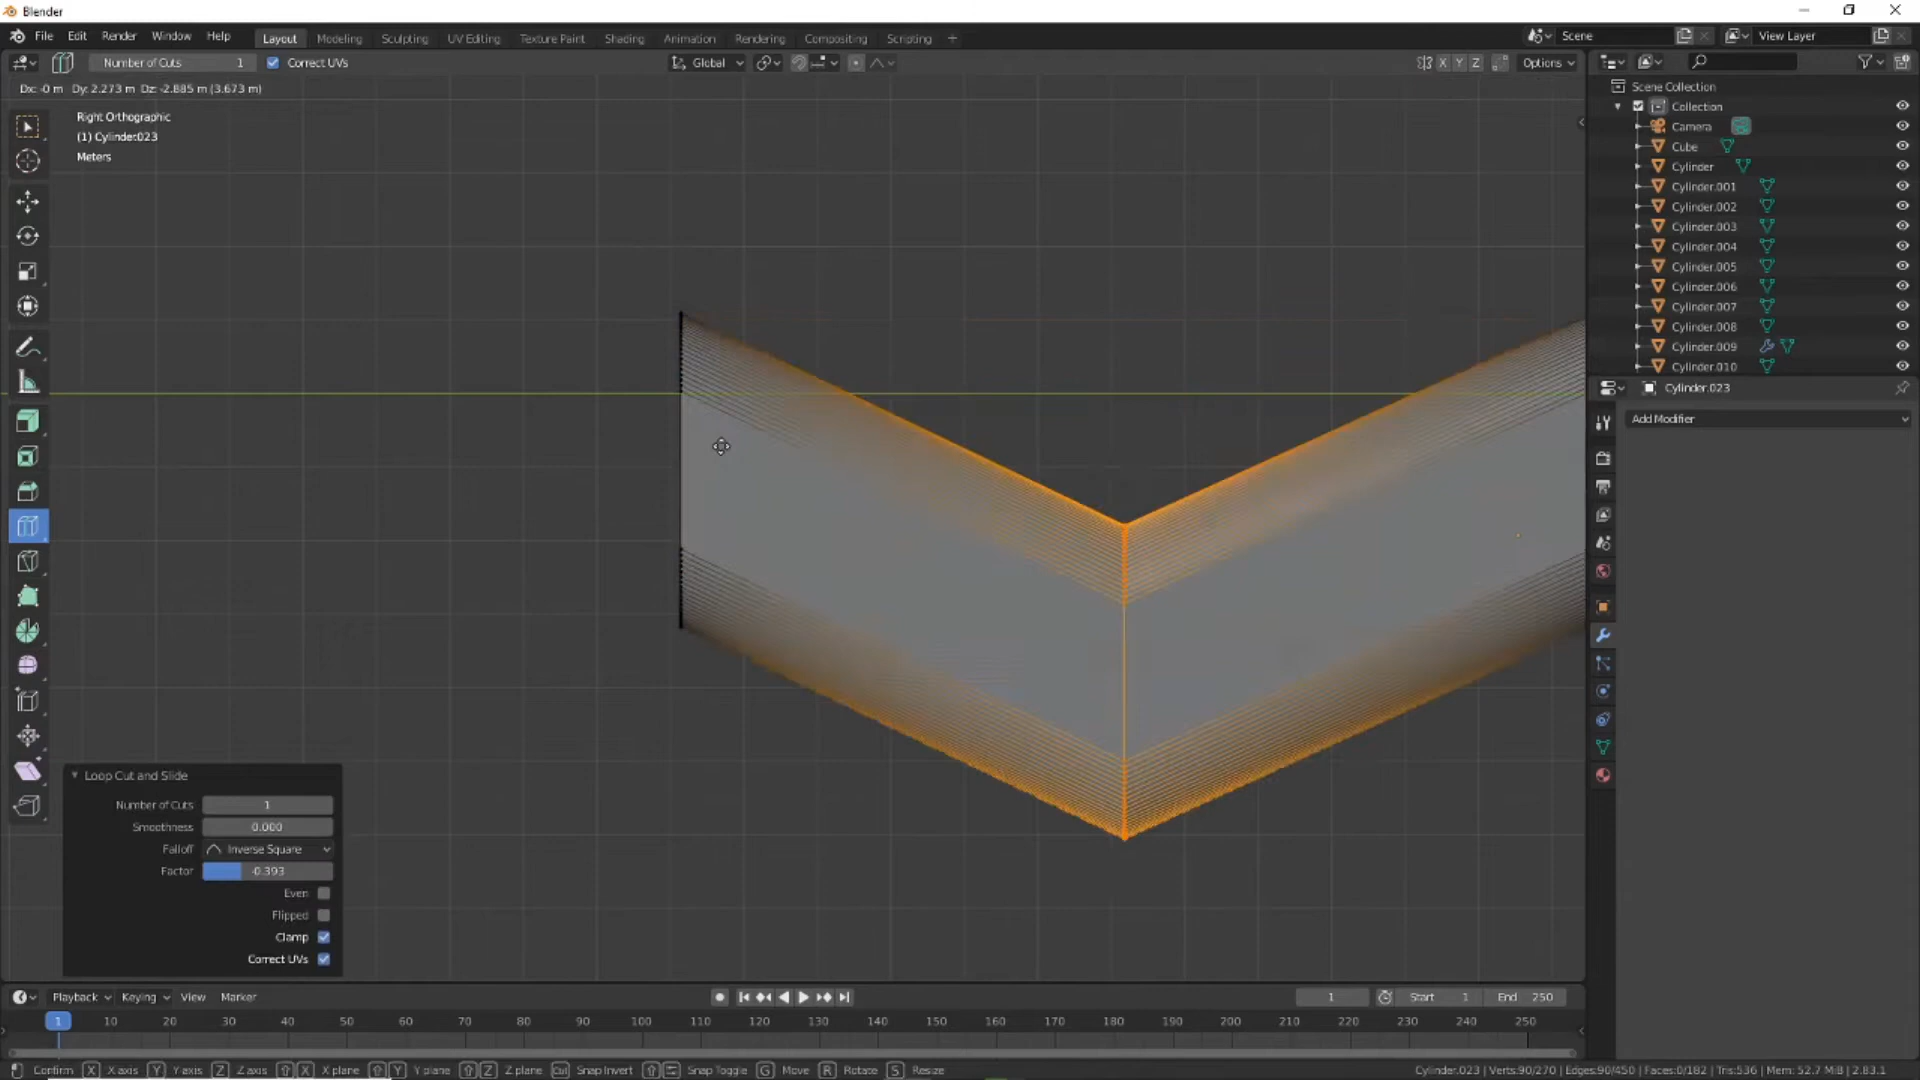 Blender
File Edit Render Window Help Layout Modeling Sculpting UV Editing Texture Paint Shading Animation Rendering Compositing Scripting + Scene View Layer
Number of Cuts 1 Correct UVs Global X Y Z Options
Dx: -0 m Dy: 2.273 m Dz: -2.885 m (3.673 m)
Right Orthographic
(1) Cylinder.023
Meters
Scene Collection
Collection
Camera
Cube
Cylinder
Cylinder.001
Cylinder.002
Cylinder.003
Cylinder.004
Cylinder.005
Cylinder.006
Cylinder.007
Cylinder.008
Cylinder.009
Cylinder.010
Cylinder.023
Add Modifier
Loop Cut and Slide
Number of Cuts 1
Smoothness 0.000
Falloff Inverse Square
Factor -0.393
Even
Flipped
Clamp
Correct UVs
Playback Keying View Marker 1 Start 1 End 250
1 10 20 30 40 50 60 70 80 90 100 110 120 130 140 150 160 170 180 190 200 210 220 230 240 250
Confirm X X axis Y Y axis Z Z axis X X plane Y Y plane Z Z plane Ctrl Snap Invert Snap Toggle G Move R Rotate S Resize Cylinder.023 | Verts:90/270 | Edges:90/450 | Faces:0/182 | Tris:536 | Mem: 52.7 MiB | 2.83.1